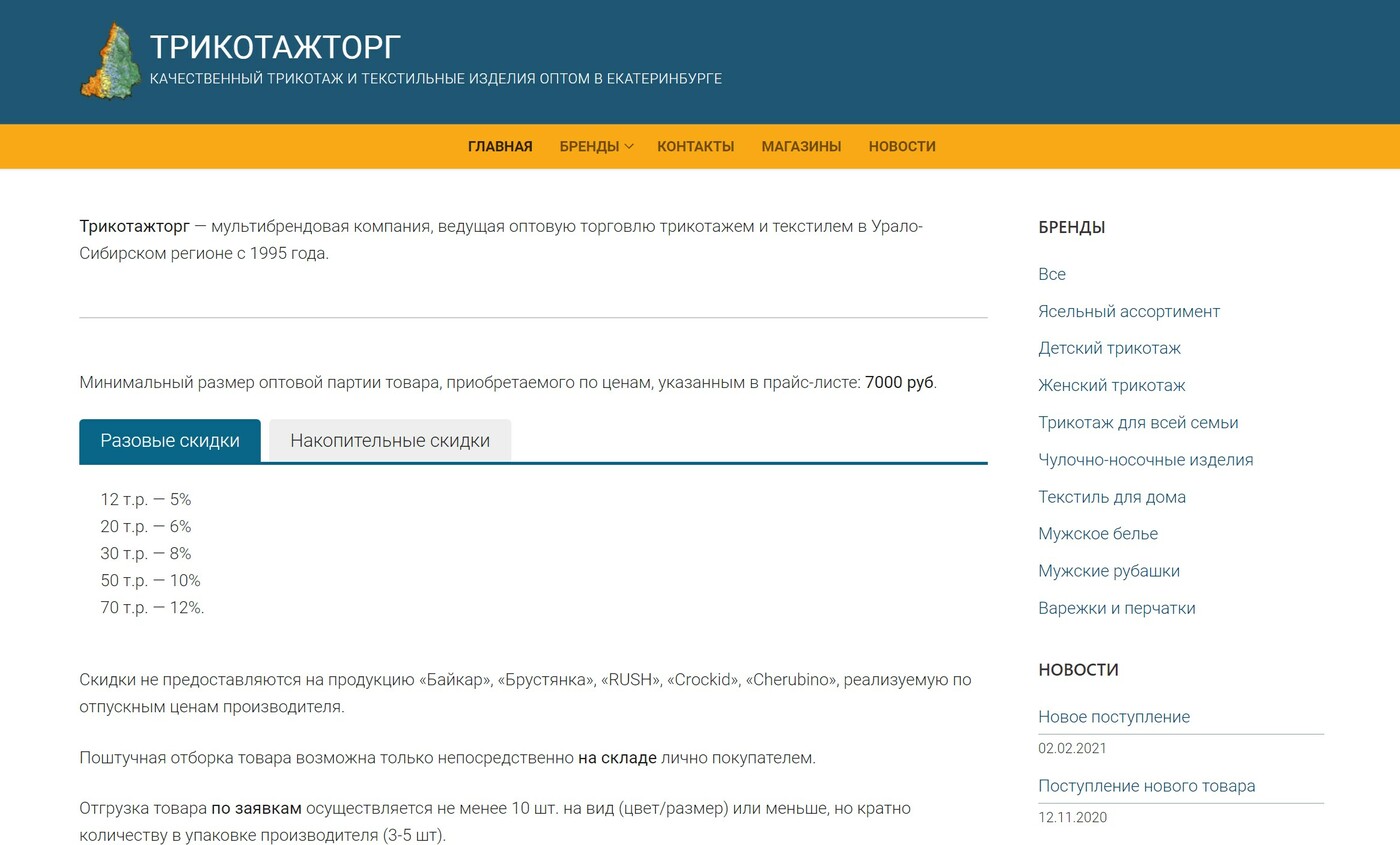 ТРИКОТАЖТОРГ
КАЧЕСТВЕННЫЙ ТРИКОТАЖ И ТЕКСТИЛЬНЫЕ ИЗДЕЛИЯ ОПТОМ В ЕКАТЕРИНБУРГЕ
ГЛАВНАЯ БРЕНДЫ КОНТАКТЫ МАГАЗИНЫ НОВОСТИ
Трикотажторг — мультибрендовая компания, ведущая оптовую торговлю трикотажем и текстилем в Урало-
Сибирском регионе с 1995 года.
Минимальный размер оптовой партии товара, приобретаемого по ценам, указанным в прайс-листе: 7000 руб.
Разовые скидки Накопительные скидки
12 т.р. — 5%
20 т.р. — 6%
30 т.р. — 8%
50 т.р. — 10%
70 т.р. — 12%.
Скидки не предоставляются на продукцию «Байкар», «Брустянка», «RUSH», «Crockid», «Cherubino», реализуемую по
отпускным ценам производителя.
Поштучная отборка товара возможна только непосредственно на складе лично покупателем.
Отгрузка товара по заявкам осуществляется не менее 10 шт. на вид (цвет/размер) или меньше, но кратно
количеству в упаковке производителя (3-5 шт).
БРЕНДЫ
Все
Ясельный ассортимент
Детский трикотаж
Женский трикотаж
Трикотаж для всей семьи
Чулочно-носочные изделия
Текстиль для дома
Мужское белье
Мужские рубашки
Варежки и перчатки
НОВОСТИ
Новое поступление
02.02.2021
Поступление нового товара
12.11.2020